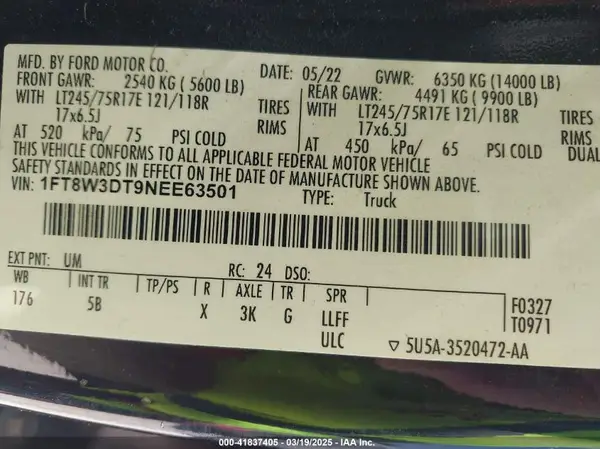 MFD. BY FORD MOTOR CO.
DATE: 05/22 GVWR: 6350 KG (14000 LB)
FRONT GAWR: 2540 KG (5600 LB) REAR GAWR: 4491 KG (9900 LB)
WITH LT245/75R17E 121/118R TIRES WITH LT245/75R17E 121/118R TIRES
17x6.5J RIMS 17x6.5J RIMS
AT 520 kPa/ 75 PSI COLD AT 450 kPa/ 65 PSI COLD DUAL
THIS VEHICLE CONFORMS TO ALL APPLICABLE FEDERAL MOTOR VEHICLE
SAFETY STANDARDS IN EFFECT ON THE DATE OF MANUFACTURE SHOWN ABOVE.
VIN: 1FT8W3DT9NEE63501 TYPE: Truck
EXT PNT: UM RC: 24 DSO:
WB INT TR TP/PS R AXLE TR SPR F0327
176 5B X 3K G LLFF T0971
ULC ▽ 5U5A-3520472-AA
000-41837405 - 03/19/2025 - IAA Inc.